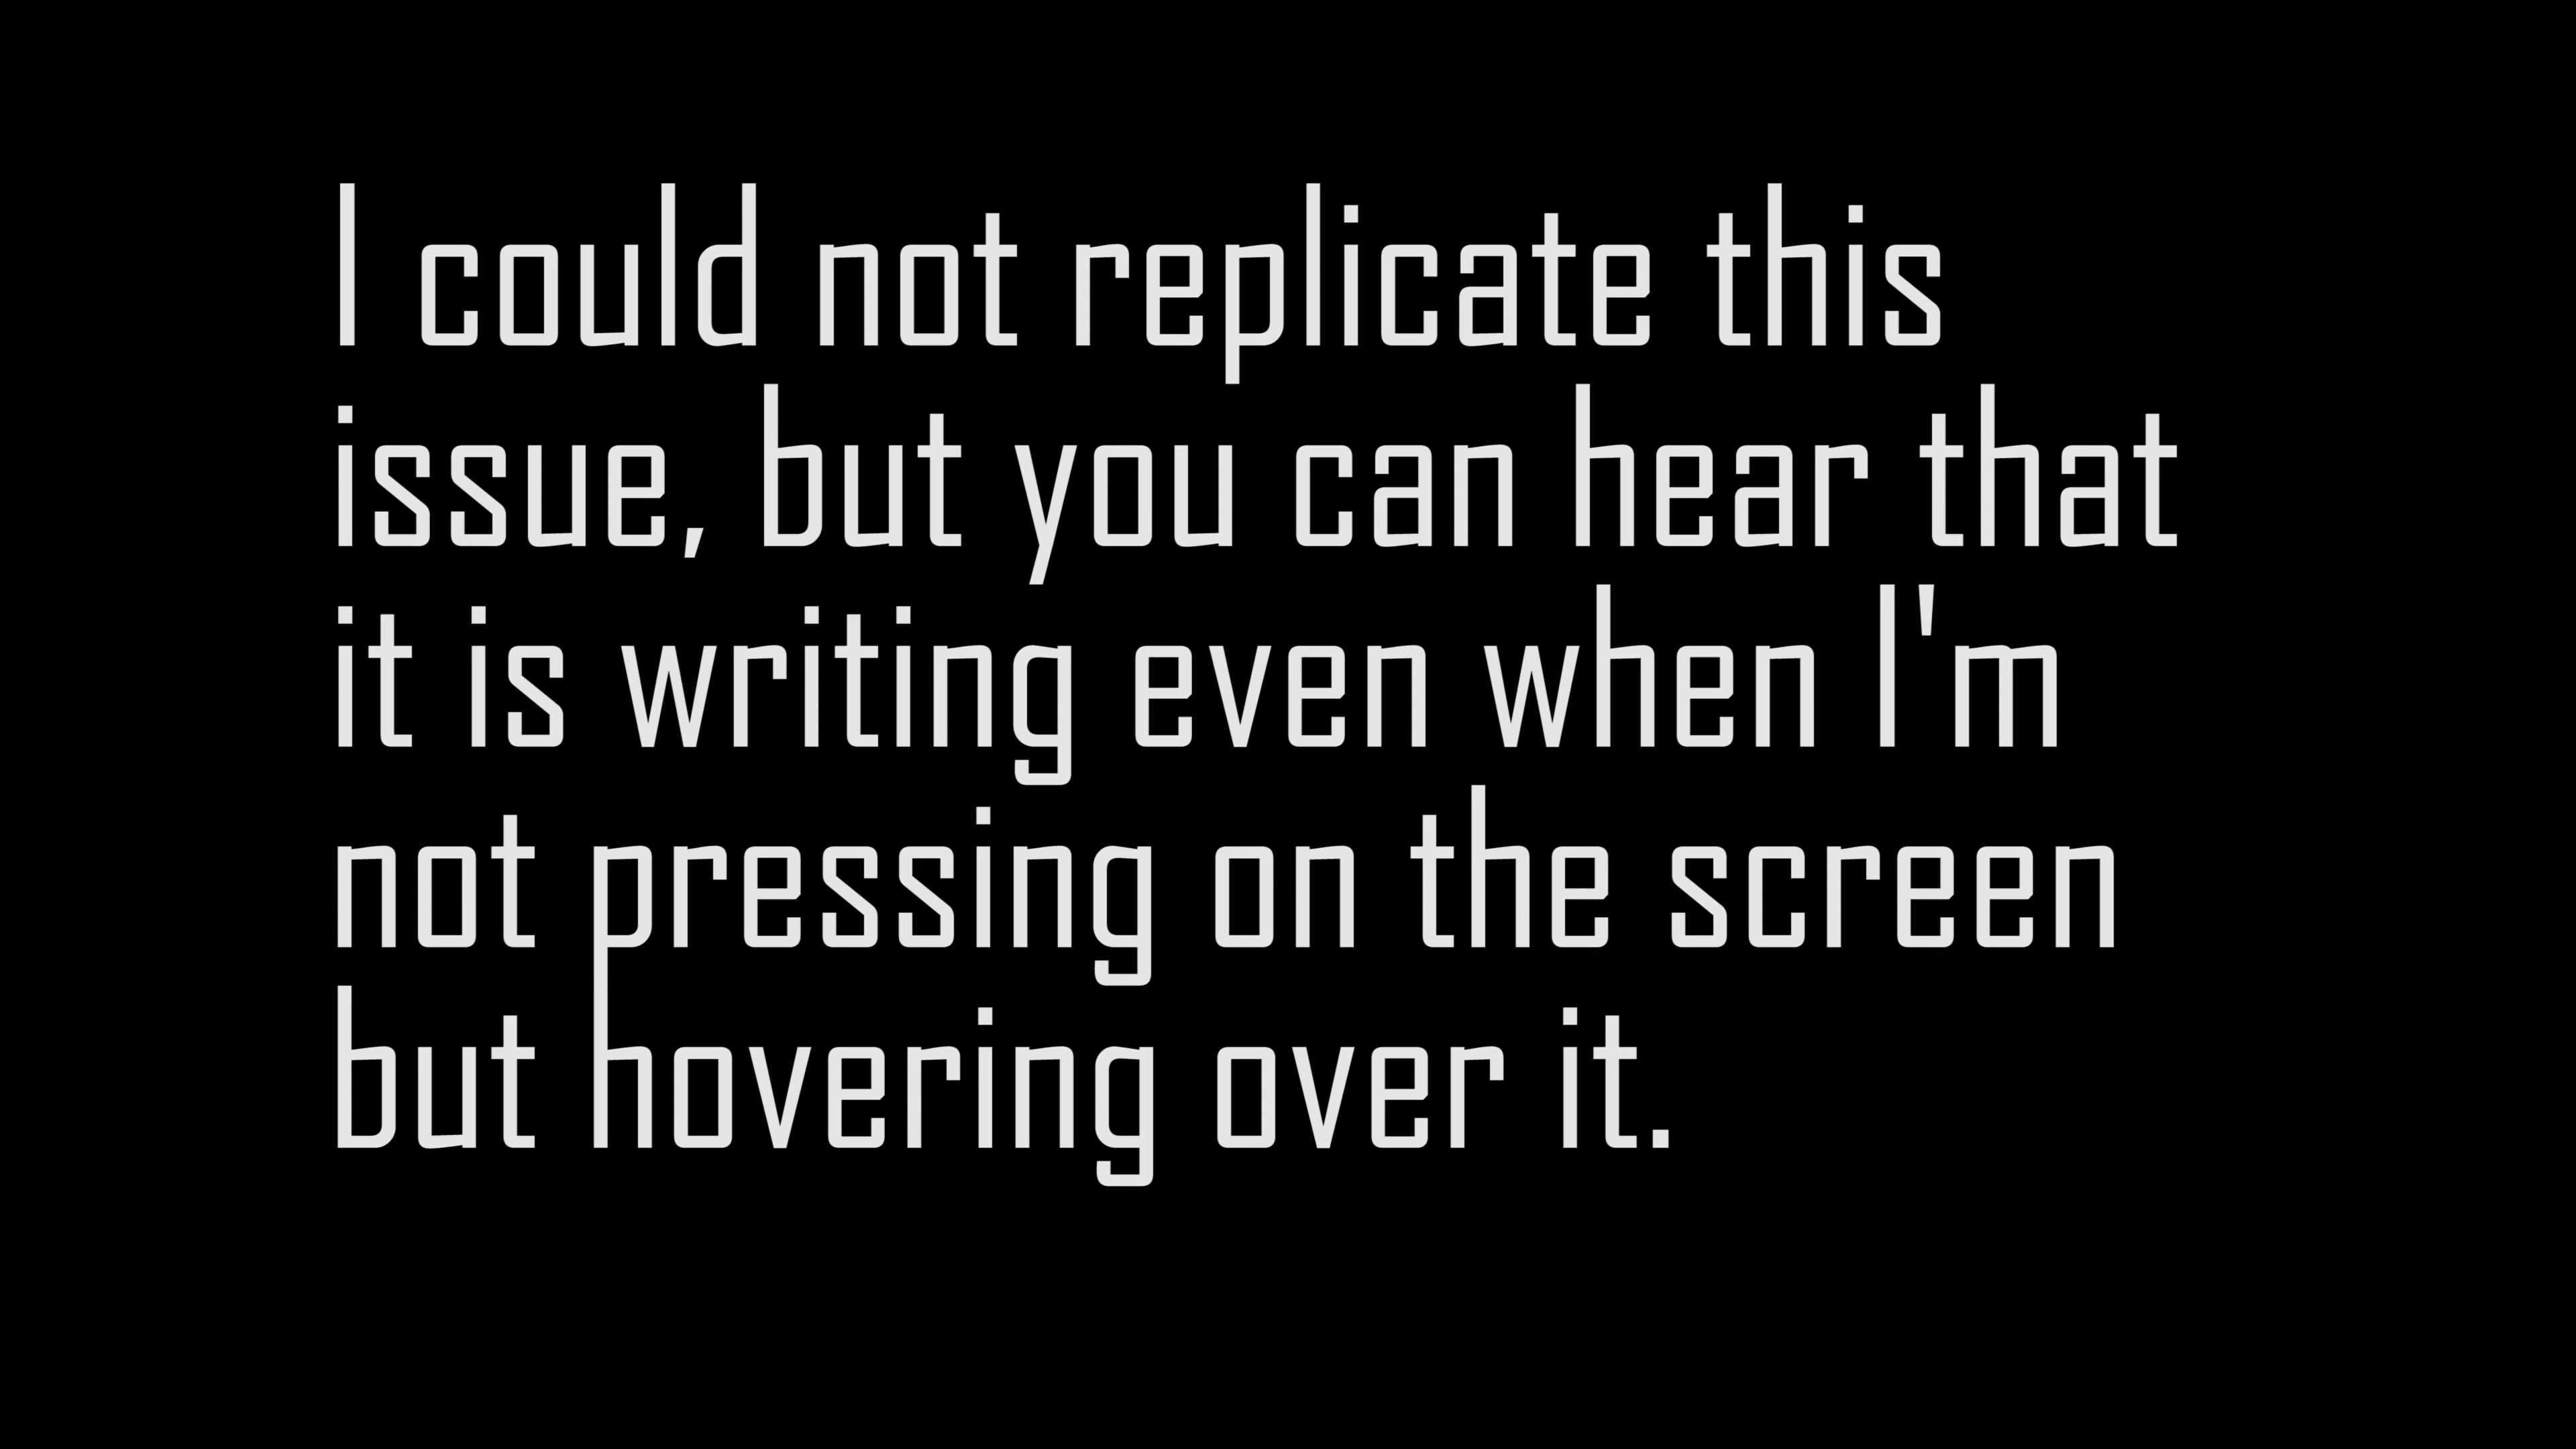 I could not replicate this
issue, but you can hear that
it is writing even when I'm
not pressing on the screen
but hovering over it.